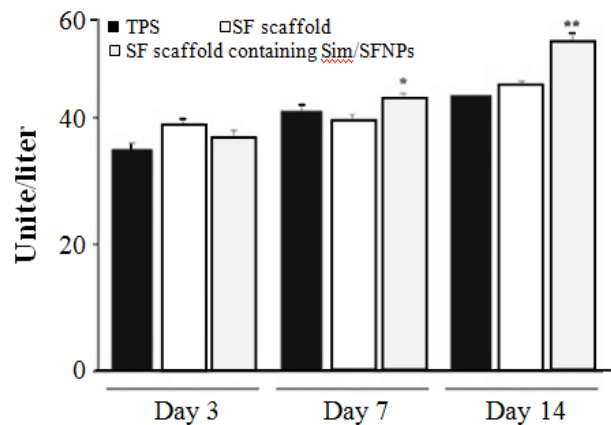 60
TPS SF scaffold
SF scaffold containing Sim/SFNPs
**
*
40
Unite/liter
20
0
Day 3 Day 7 Day 14